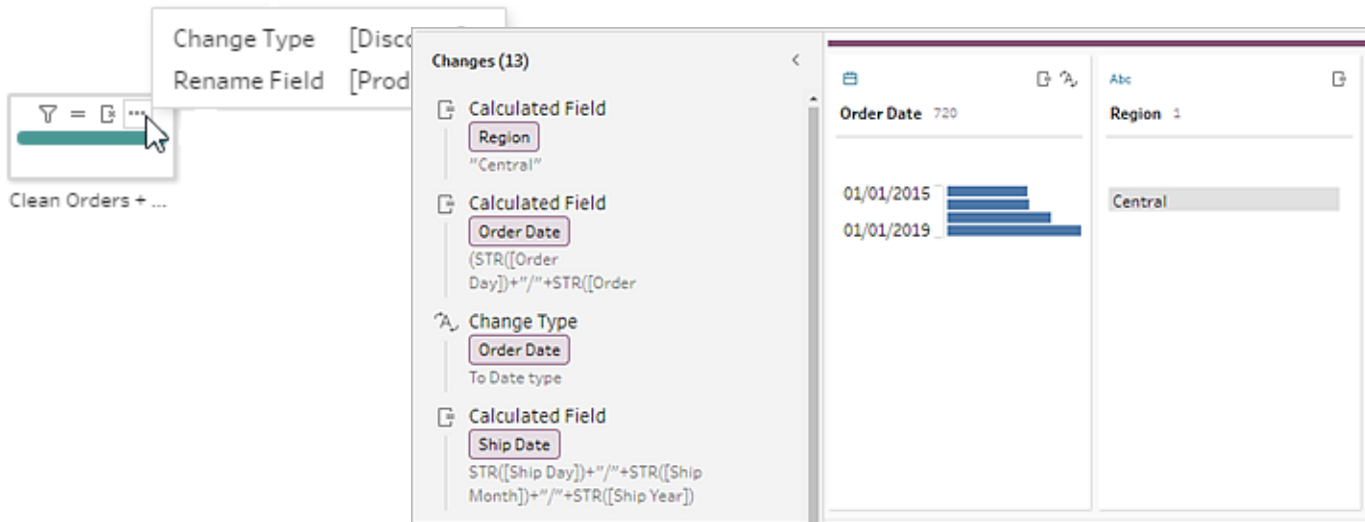 Change Type [Disco
Rename Field [Prod
Clean Orders + ...
Changes (13)
Calculated Field
Region
"Central"
Calculated Field
Order Date
(STR([Order
Day])+"/"+STR([Order
Change Type
Order Date
To Date type
Calculated Field
Ship Date
STR([Ship Day])+"/"+STR([Ship
Month])+"/"+STR([Ship Year])
Order Date 720
01/01/2015
01/01/2019
Abc
Region 1
Central